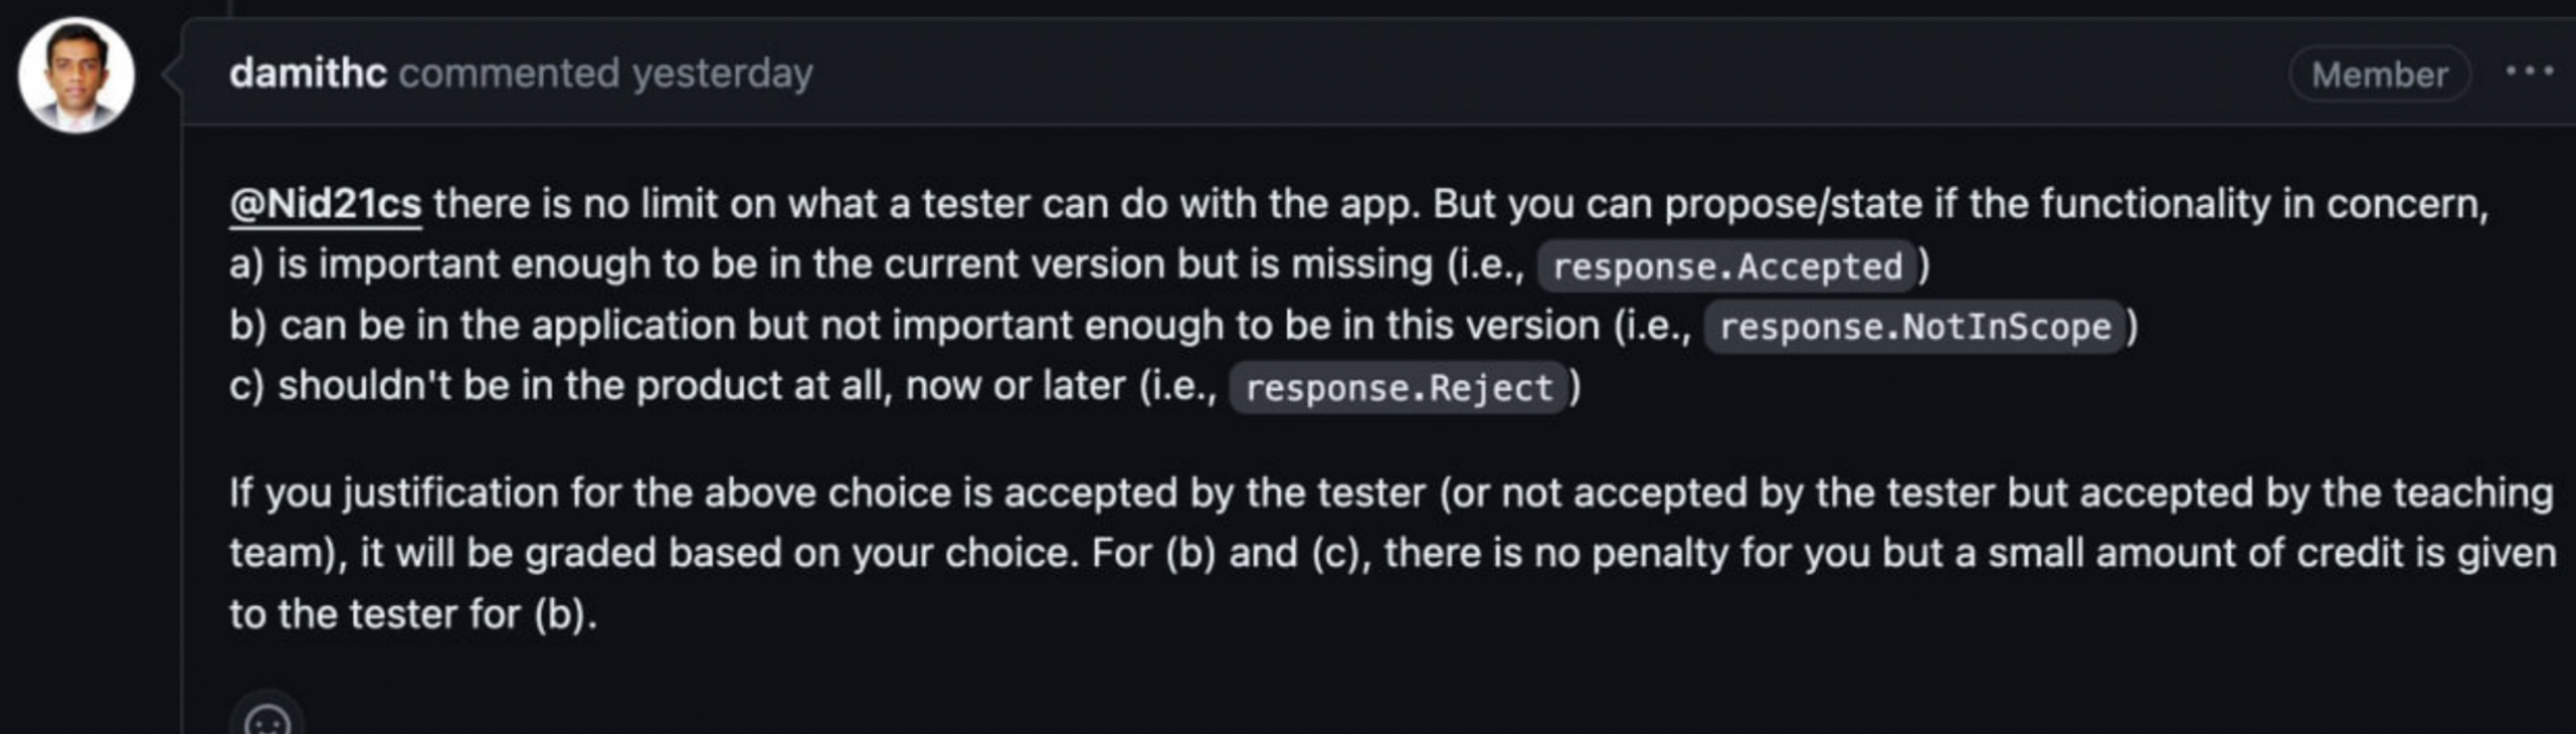 damithc commented yesterday
Member
@Nid21cs there is no limit on what a tester can do with the app. But you can propose/state if the functionality in concern,
a) is important enough to be in the current version but is missing (i.e., response.Accepted)
b) can be in the application but not important enough to be in this version (i.e., response.NotInScope)
c) shouldn't be in the product at all, now or later (i.e., response.Reject)
If you justification for the above choice is accepted by the tester (or not accepted by the tester but accepted by the teaching
team), it will be graded based on your choice. For (b) and (c), there is no penalty for you but a small amount of credit is given
to the tester for (b).